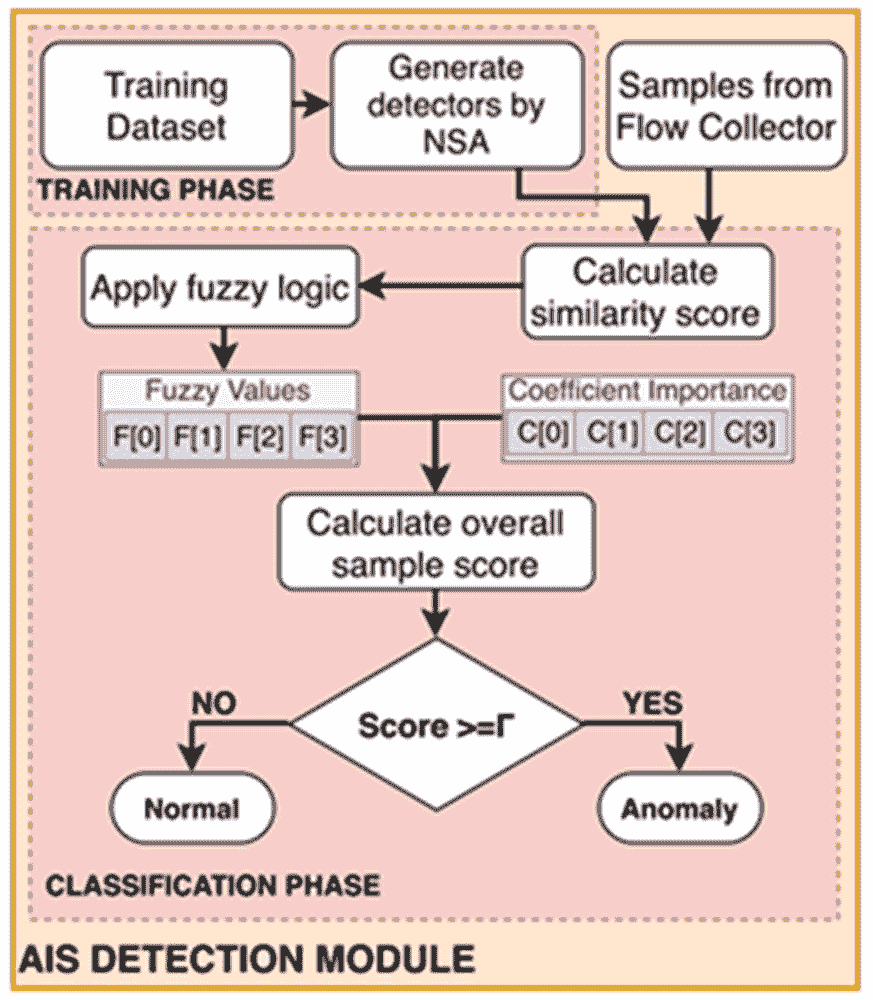 Training
Dataset
Generate
detectors by
NSA
Samples from
Flow Collector
TRAINING PHASE
Apply fuzzy logic
Calculate
similarity score
Fuzzy Values
F[0] F[1] F[2] F[3]
Coefficient Importance
C[0] C[1] C[2] C[3]
Calculate overall
sample score
Score >=Γ
NO
YES
Normal
Anomaly
CLASSIFICATION PHASE
AIS DETECTION MODULE